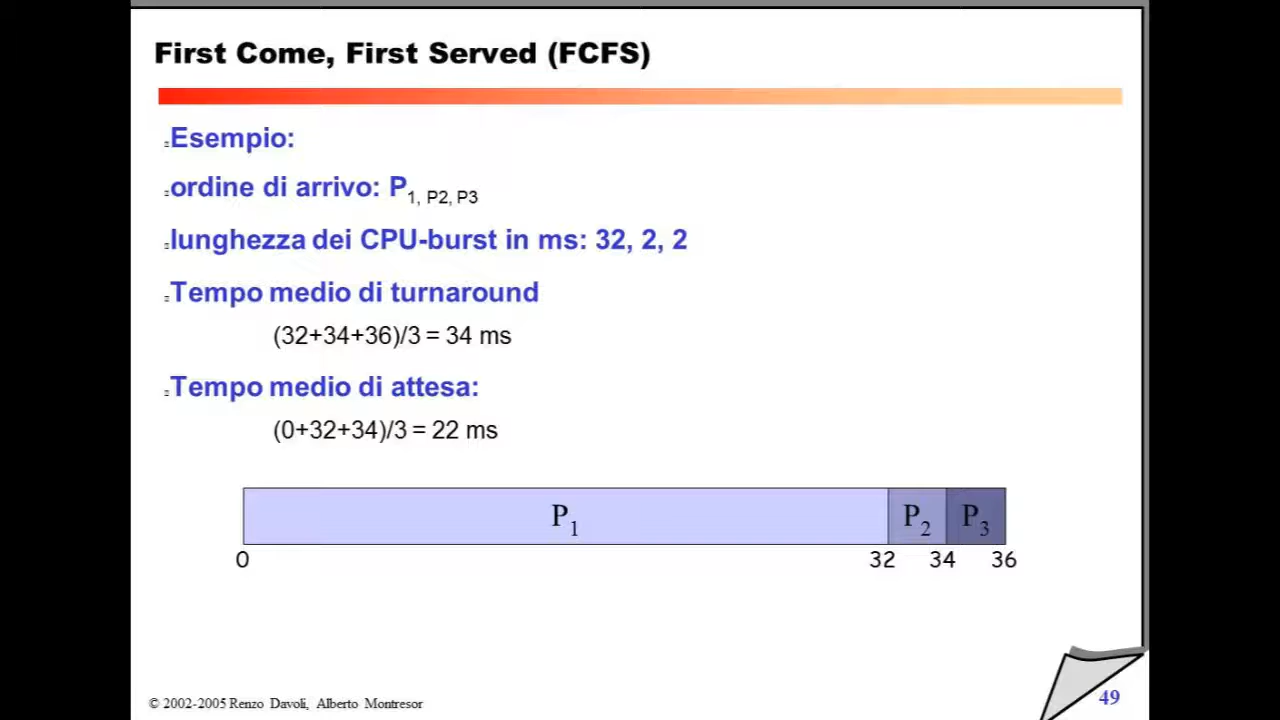 First Come, First Served (FCFS)
Esempio:
ordine di arrivo: P1, P2, P3
lunghezza dei CPU-burst in ms: 32, 2, 2
Tempo medio di turnaround
(32+34+36)/3 = 34 ms
Tempo medio di attesa:
(0+32+34)/3 = 22 ms
P1 P2 P3
0 32 34 36
© 2002-2005 Renzo Davoli, Alberto Montresor
49